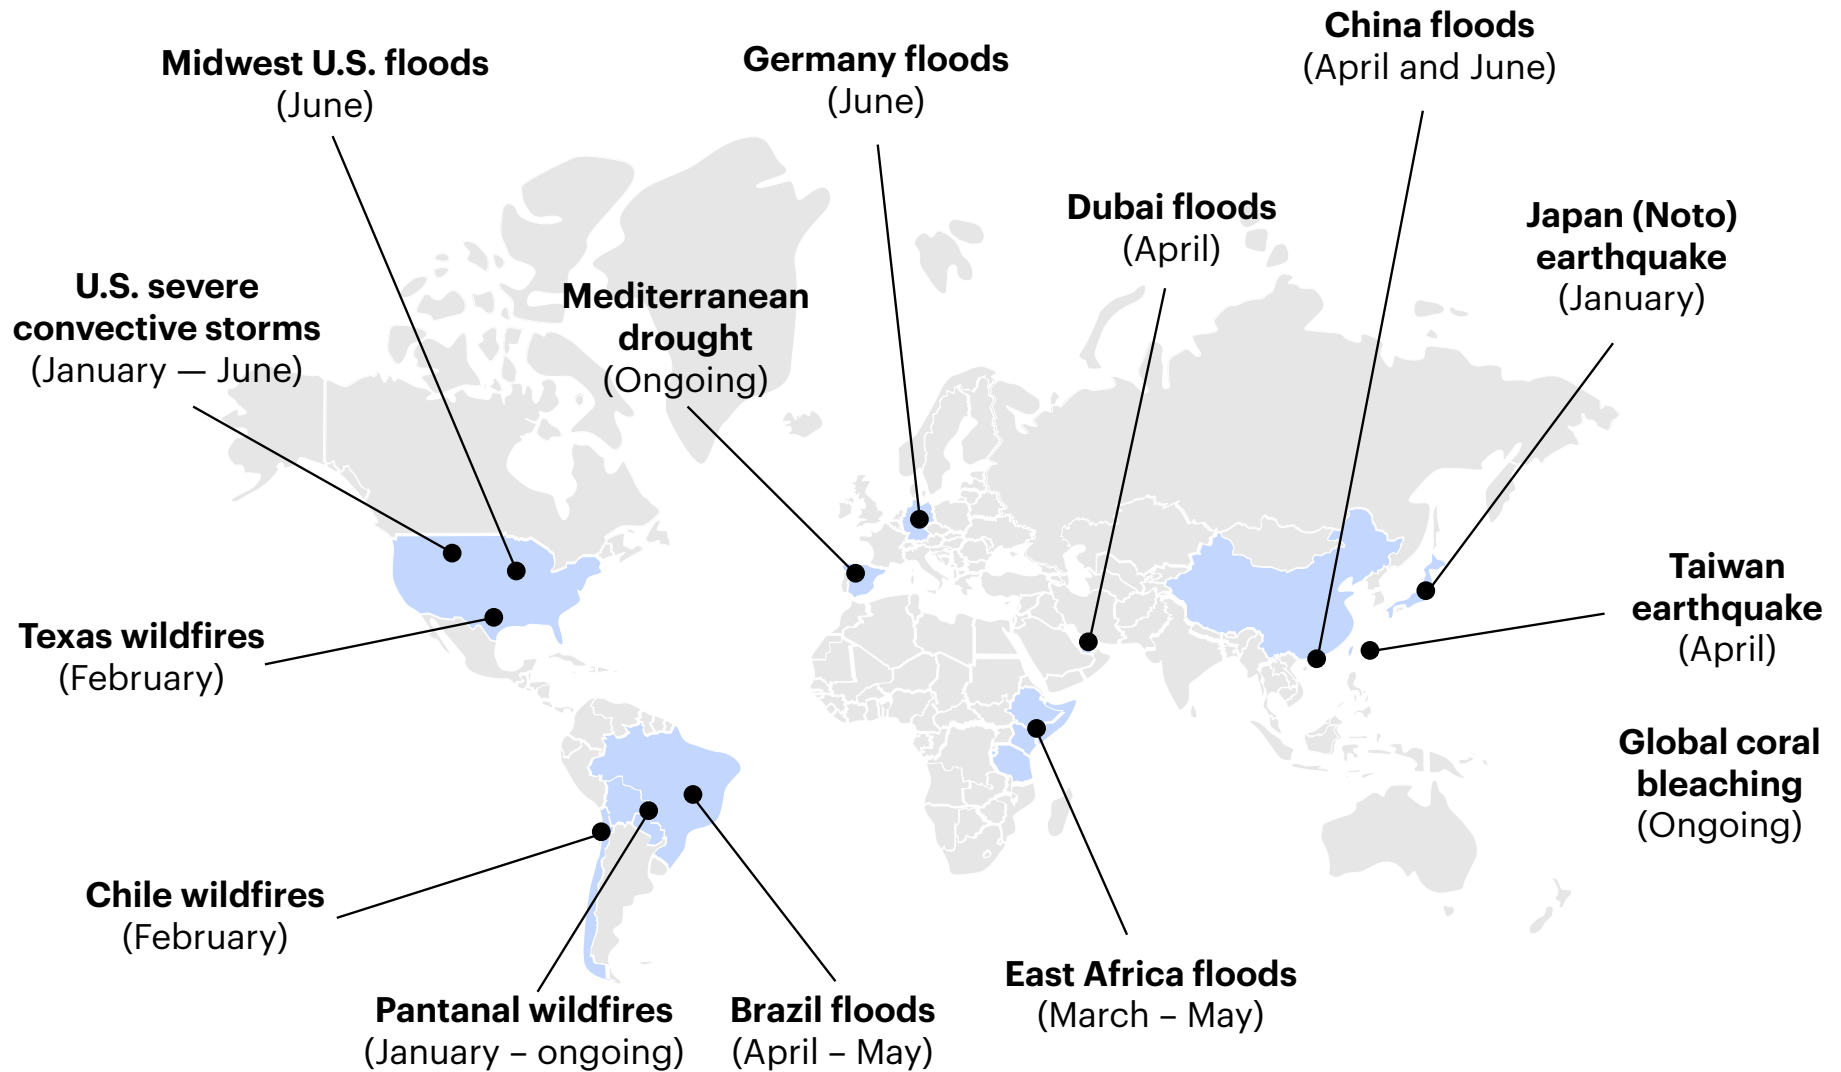 China floods
(April and June)
Midwest U.S. floods
(June)
Germany floods
(June)
Dubai floods
(April)
Japan (Noto)
earthquake
(January)
U.S. severe
convective storms
(January — June)
Mediterranean
drought
(Ongoing)
Taiwan
earthquake
(April)
Texas wildfires
(February)
Global coral
bleaching
(Ongoing)
Chile wildfires
(February)
East Africa floods
(March – May)
Pantanal wildfires
(January – ongoing)
Brazil floods
(April – May)